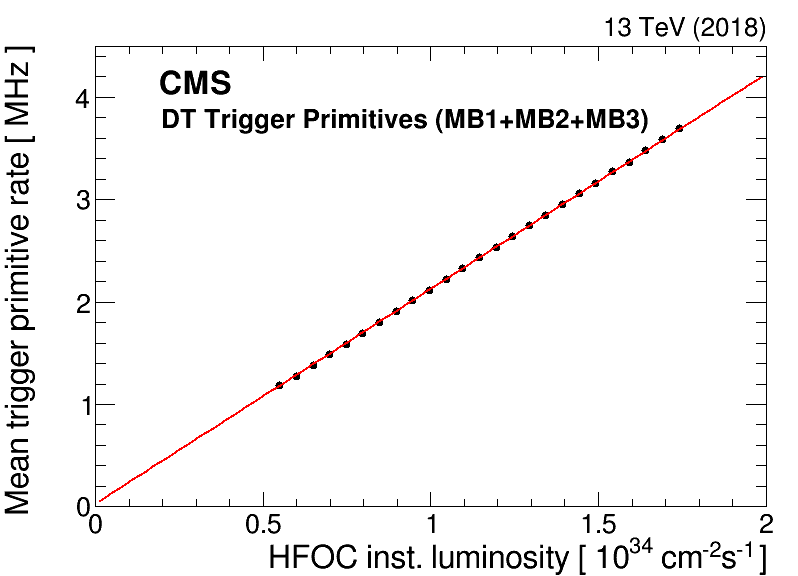 13 TeV (2018)
CMS
DT Trigger Primitives (MB1+MB2+MB3)
Mean trigger primitive rate [ MHz ]
4
3
2
1
0
0 0.5 1 1.5 2
HFOC inst. luminosity [ 10³⁴ cm⁻²s⁻¹ ]